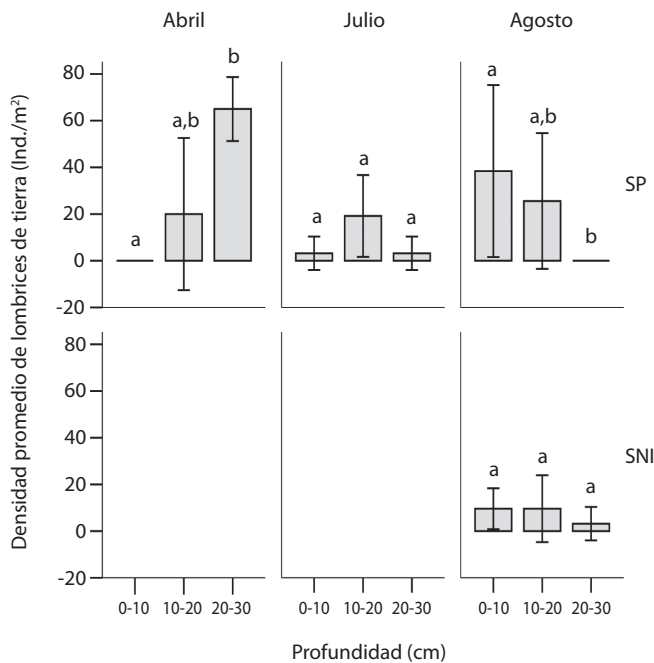 Abril
Julio
Agosto
Densidad promedio de lombrices de tierra (Ind./m²)
80
60
40
20
0
-20
a
a,b
b
a
a
a
a
a,b
b
SP
80
60
40
20
0
-20
a
a
a
SNI
0-10 10-20 20-30
0-10 10-20 20-30
0-10 10-20 20-30
Profundidad (cm)